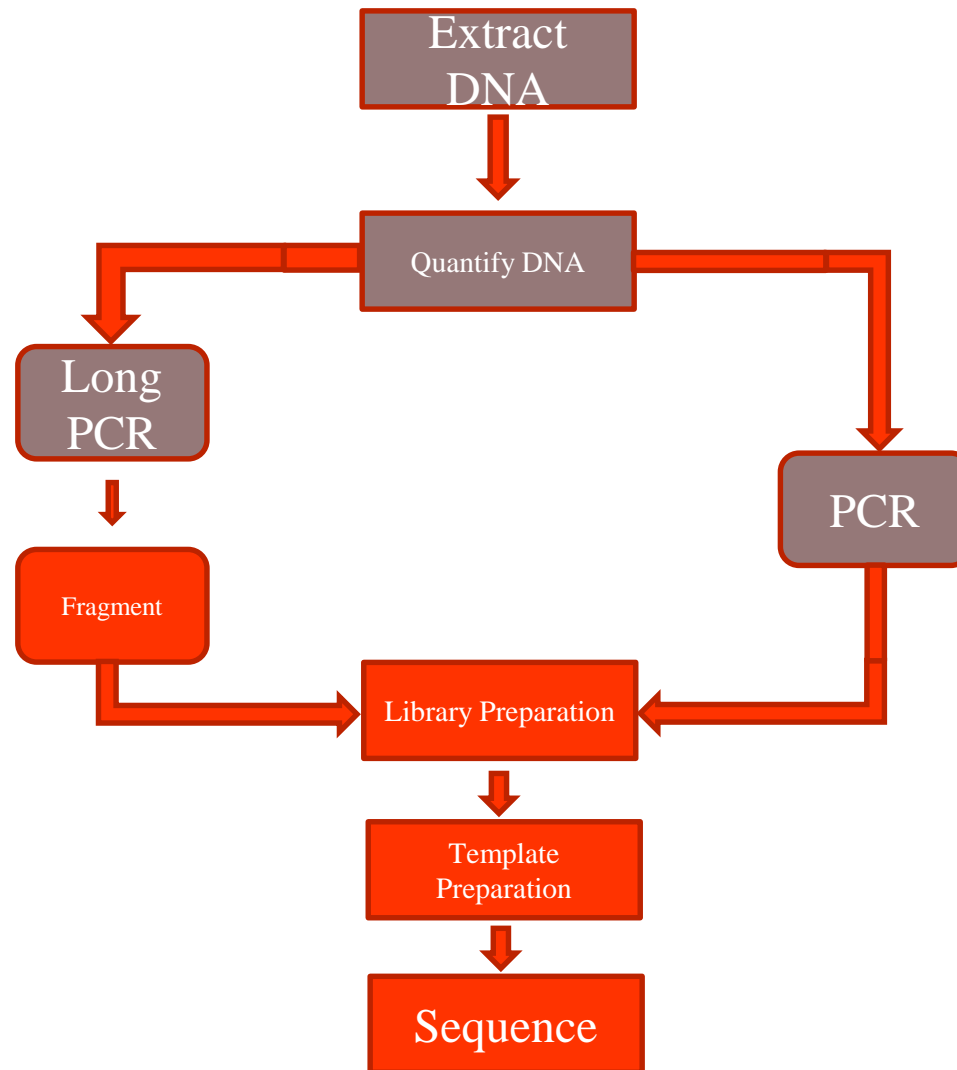 Extract
DNA
Quantify DNA
Long
PCR
PCR
Fragment
Library Preparation
Template
Preparation
Sequence